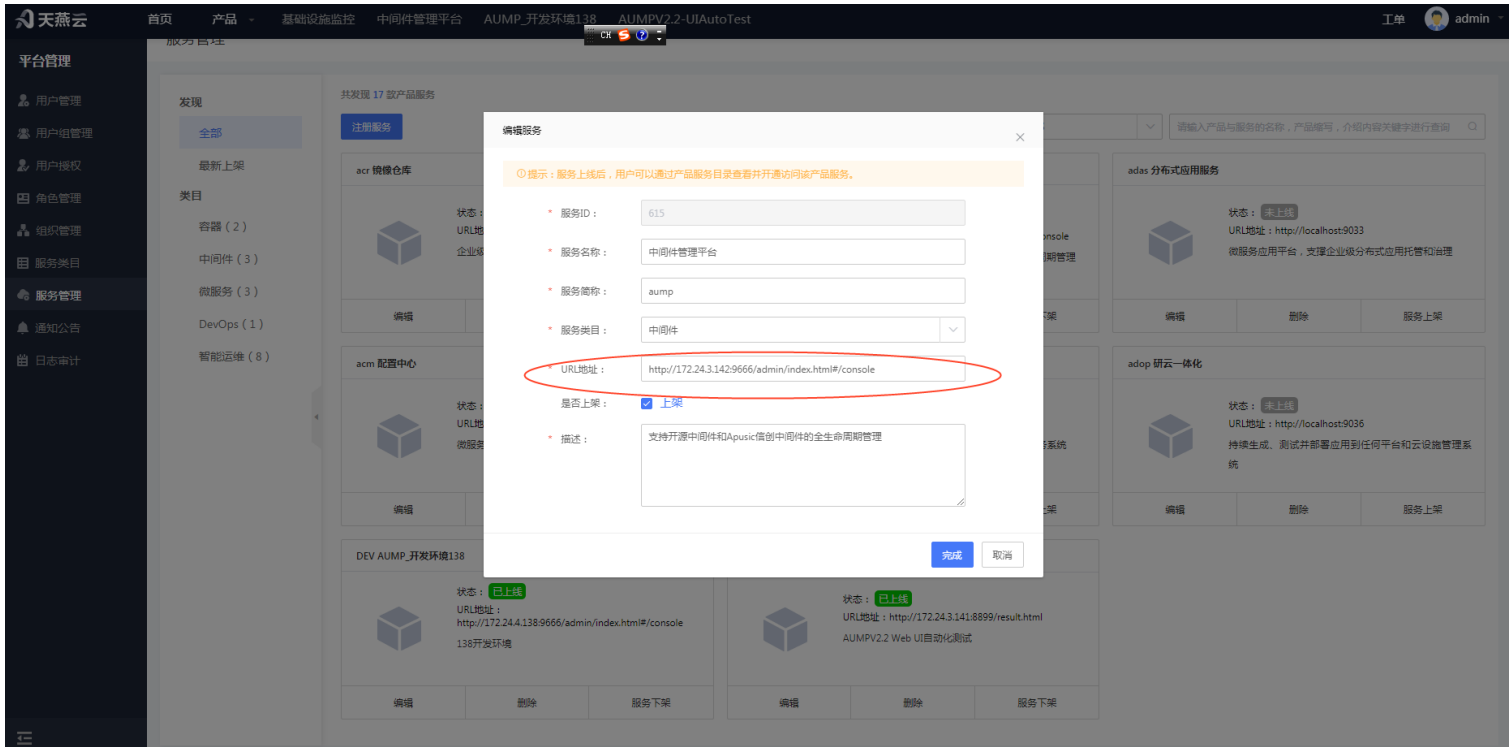 天燕云 首页 产品 基础设施监控 中间件管理平台 AUMP_开发环境138 AUMPV2.2-UIAutoTest 工单 admin
CH
平台管理
用户管理
用户组管理
用户授权
角色管理
组织管理
服务类目
服务管理
通知公告
日志审计
服务管理
发现
全部
最新上架
类目
容器 ( 2 )
中间件 ( 3 )
微服务 ( 3 )
DevOps ( 1 )
智能运维 ( 8 )
共发现 17 款产品服务
注册服务
请输入产品与服务的名称，产品缩写，介绍内容关键字进行查询
acr 镜像仓库
状态：
URL地
企业级
编辑
onsole
期管理
下架
adas 分布式应用服务
状态： 未上线
URL地址：http://localhost:9033
微服务应用平台，支撑企业级分布式应用托管和治理
编辑 删除 服务上架
acm 配置中心
状态：
URL地
微服务
编辑
系统
上架
adop 研云一体化
状态： 未上线
URL地址：http://localhost:9036
持续生成、测试并部署应用到任何平台和云设施管理系
统
编辑 删除 服务上架
DEV AUMP_开发环境138
状态： 已上线
URL地址：
http://172.24.4.138:9666/admin/index.html#/console
138开发环境
编辑 删除 服务下架
状态： 已上线
URL地址：http://172.24.3.141:8899/result.html
AUMPV2.2 Web UI自动化测试
编辑 删除 服务下架
编辑服务
提示：服务上线后，用户可以通过产品服务目录查看并开通访问该产品服务。
* 服务ID： 615
* 服务名称： 中间件管理平台
* 服务简称： aump
* 服务类目： 中间件
* URL地址： http://172.24.3.142:9666/admin/index.html#/console
是否上架： 上架
* 描述： 支持开源中间件和Apusic信创中间件的全生命周期管理
完成 取消